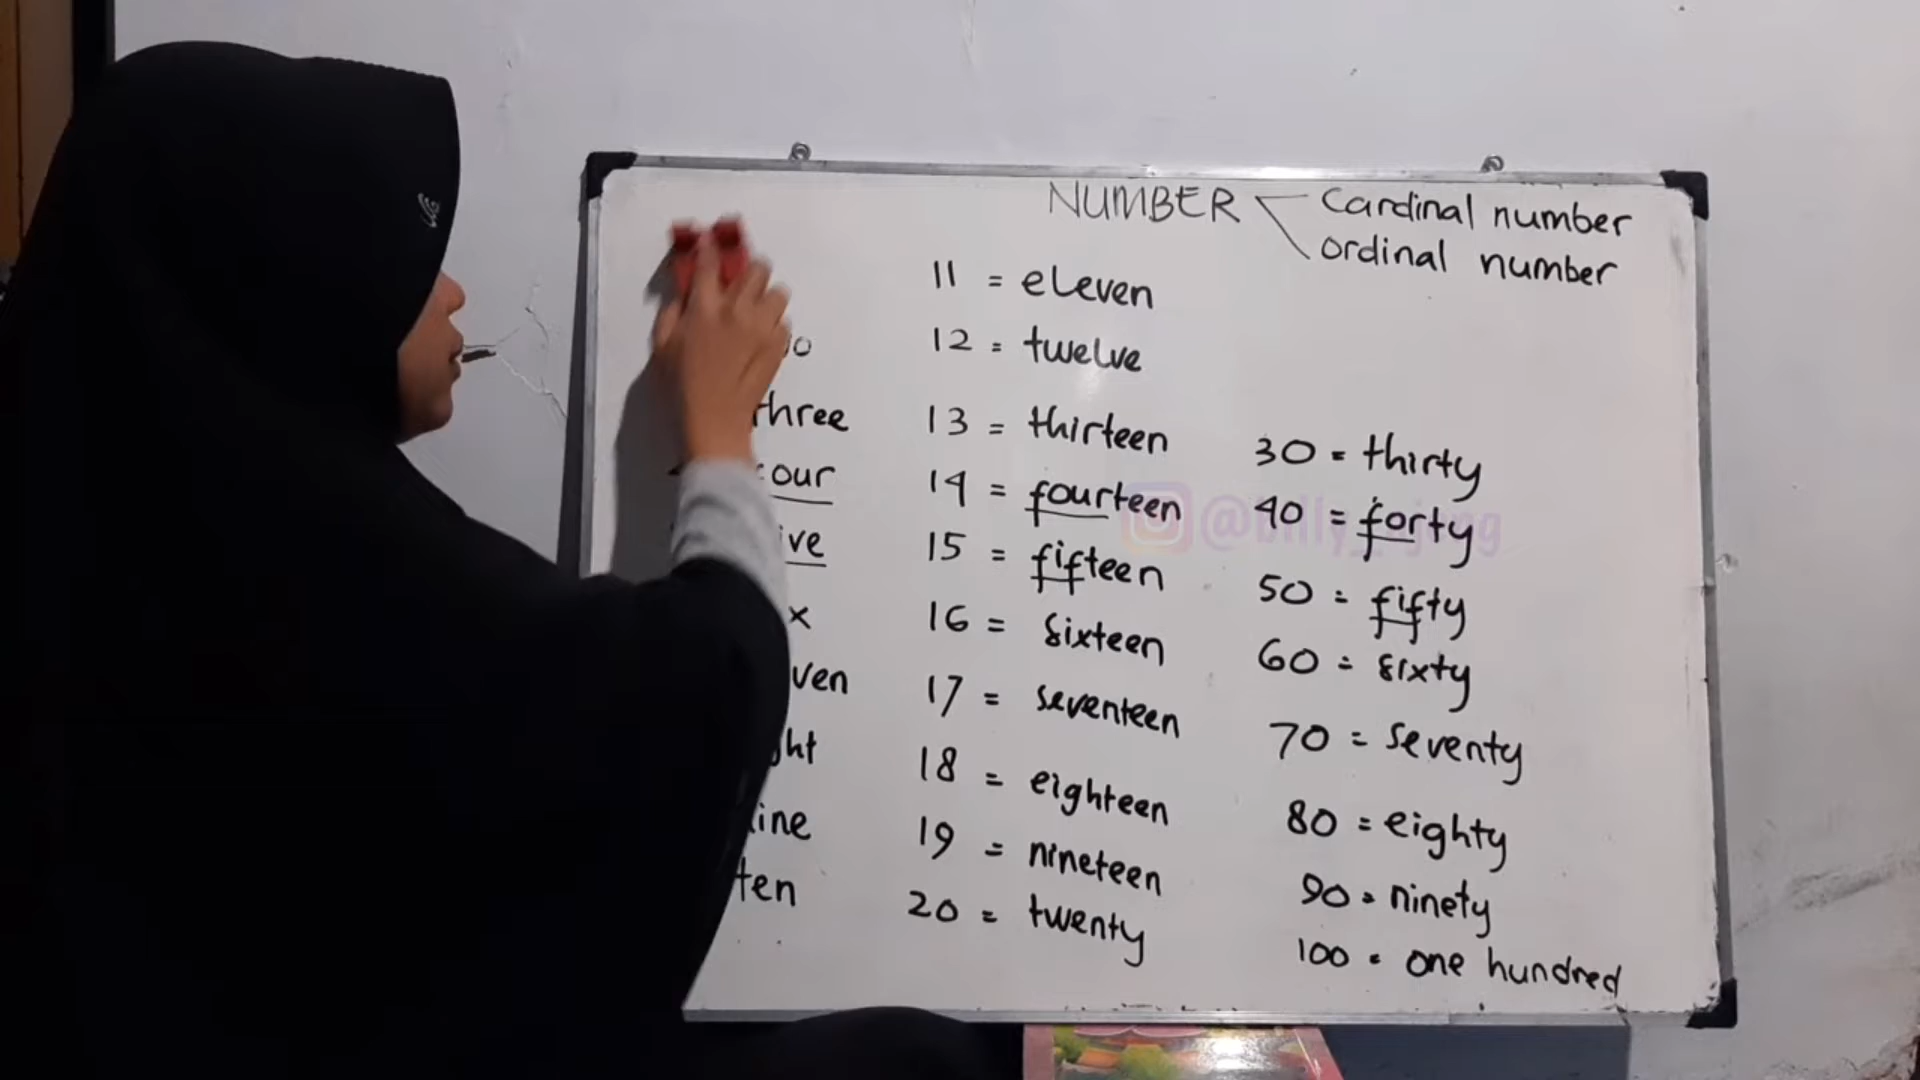 NUMBER
Cardinal number
ordinal number
three
ten
11 = eleven
12 = twelve
13 = thirteen
14 = fourteen
15 = fifteen
16 = sixteen
17 = seventeen
18 = eighteen
19 = nineteen
20 = twenty
30 = thirty
40 = forty
50 = fifty
60 = sixty
70 = seventy
80 = eighty
90 = ninety
100 = one hundred